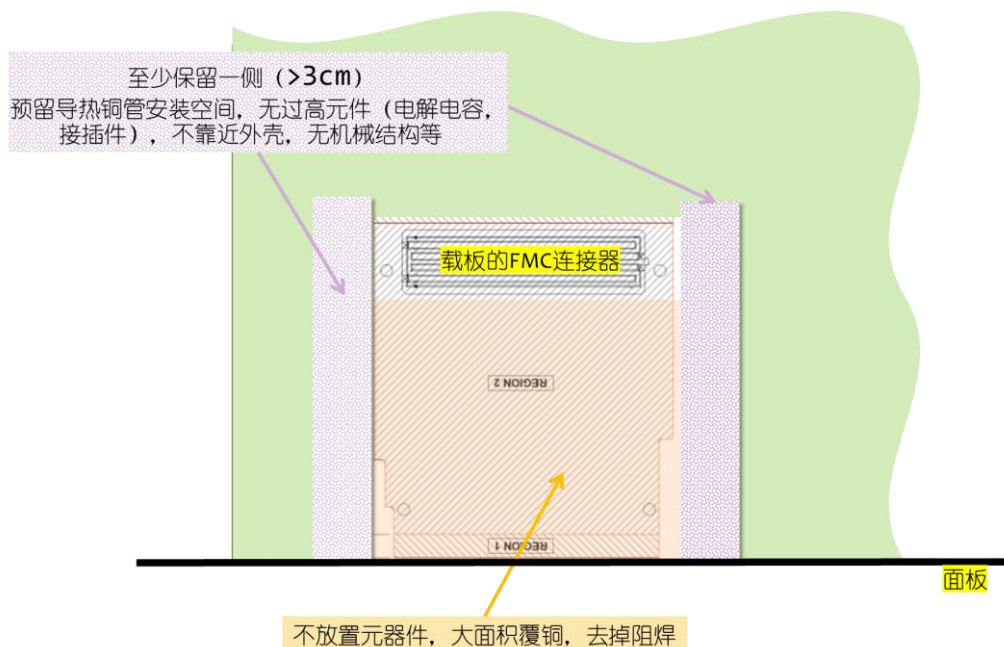 至少保留一侧（>3cm）
预留导热铜管安装空间，无过高元件（电解电容，
接插件），不靠近外壳，无机械结构等
载板的FMC连接器
REGION 2
REGION 1
面板
不放置元器件，大面积覆铜，去掉阻焊